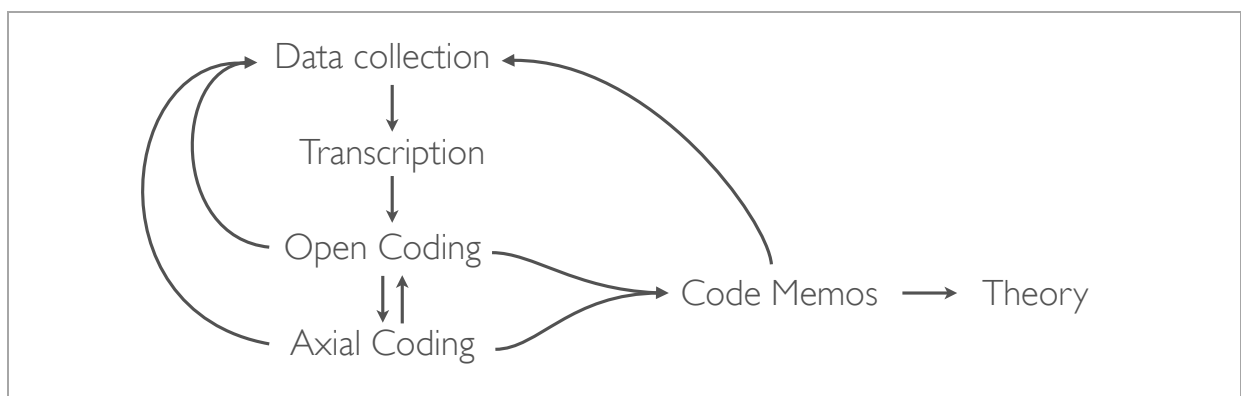 Data collection
Transcription
Open Coding
Code Memos
Theory
Axial Coding